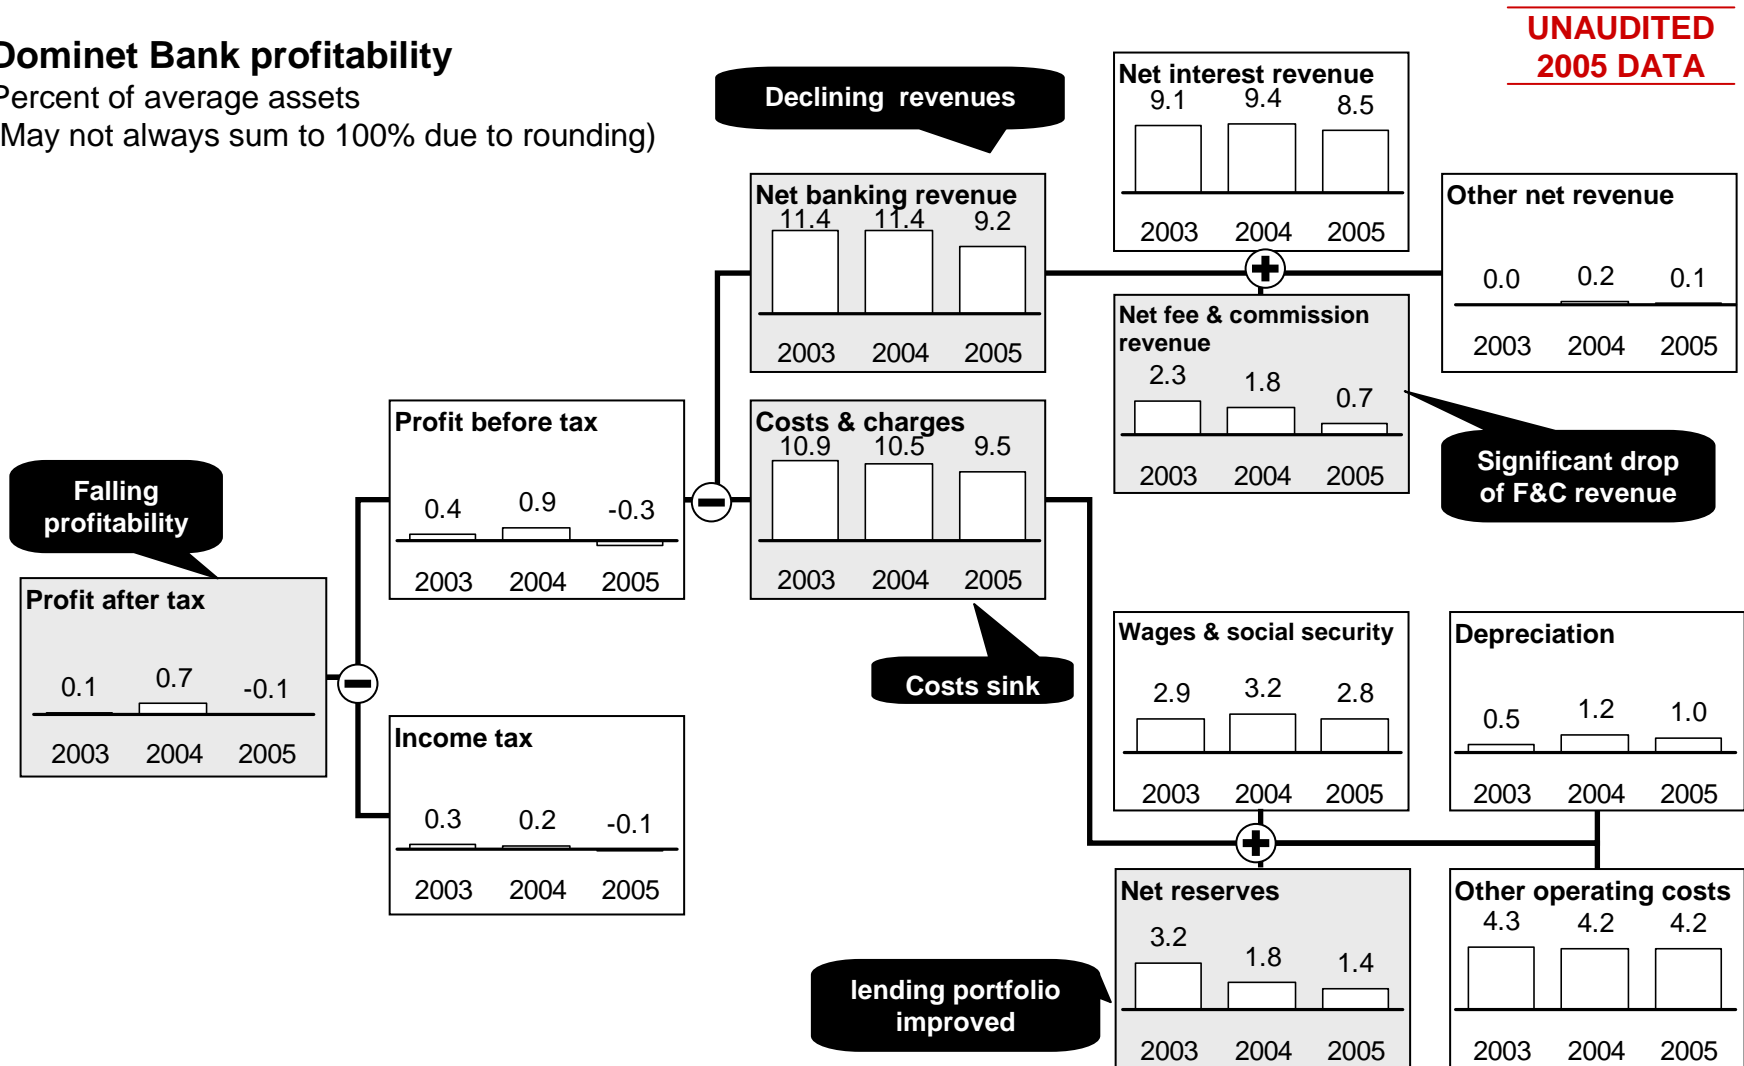 UNAUDITED
2005 DATA
Dominet Bank profitability
Percent of average assets
(May not always sum to 100% due to rounding)
Declining revenues
Net interest revenue
9.1 9.4 8.5
2003 2004 2005
Net banking revenue
11.4 11.4 9.2
2003 2004 2005
Other net revenue
0.0 0.2 0.1
2003 2004 2005
Net fee & commission
revenue
2.3 1.8 0.7
2003 2004 2005
Significant drop
of F&C revenue
Profit before tax
0.4 0.9 -0.3
2003 2004 2005
Costs & charges
10.9 10.5 9.5
2003 2004 2005
Costs sink
Falling
profitability
Profit after tax
0.1 0.7 -0.1
2003 2004 2005
Income tax
0.3 0.2 -0.1
2003 2004 2005
Wages & social security
2.9 3.2 2.8
2003 2004 2005
Depreciation
0.5 1.2 1.0
2003 2004 2005
Net reserves
3.2 1.8 1.4
2003 2004 2005
lending portfolio
improved
Other operating costs
4.3 4.2 4.2
2003 2004 2005